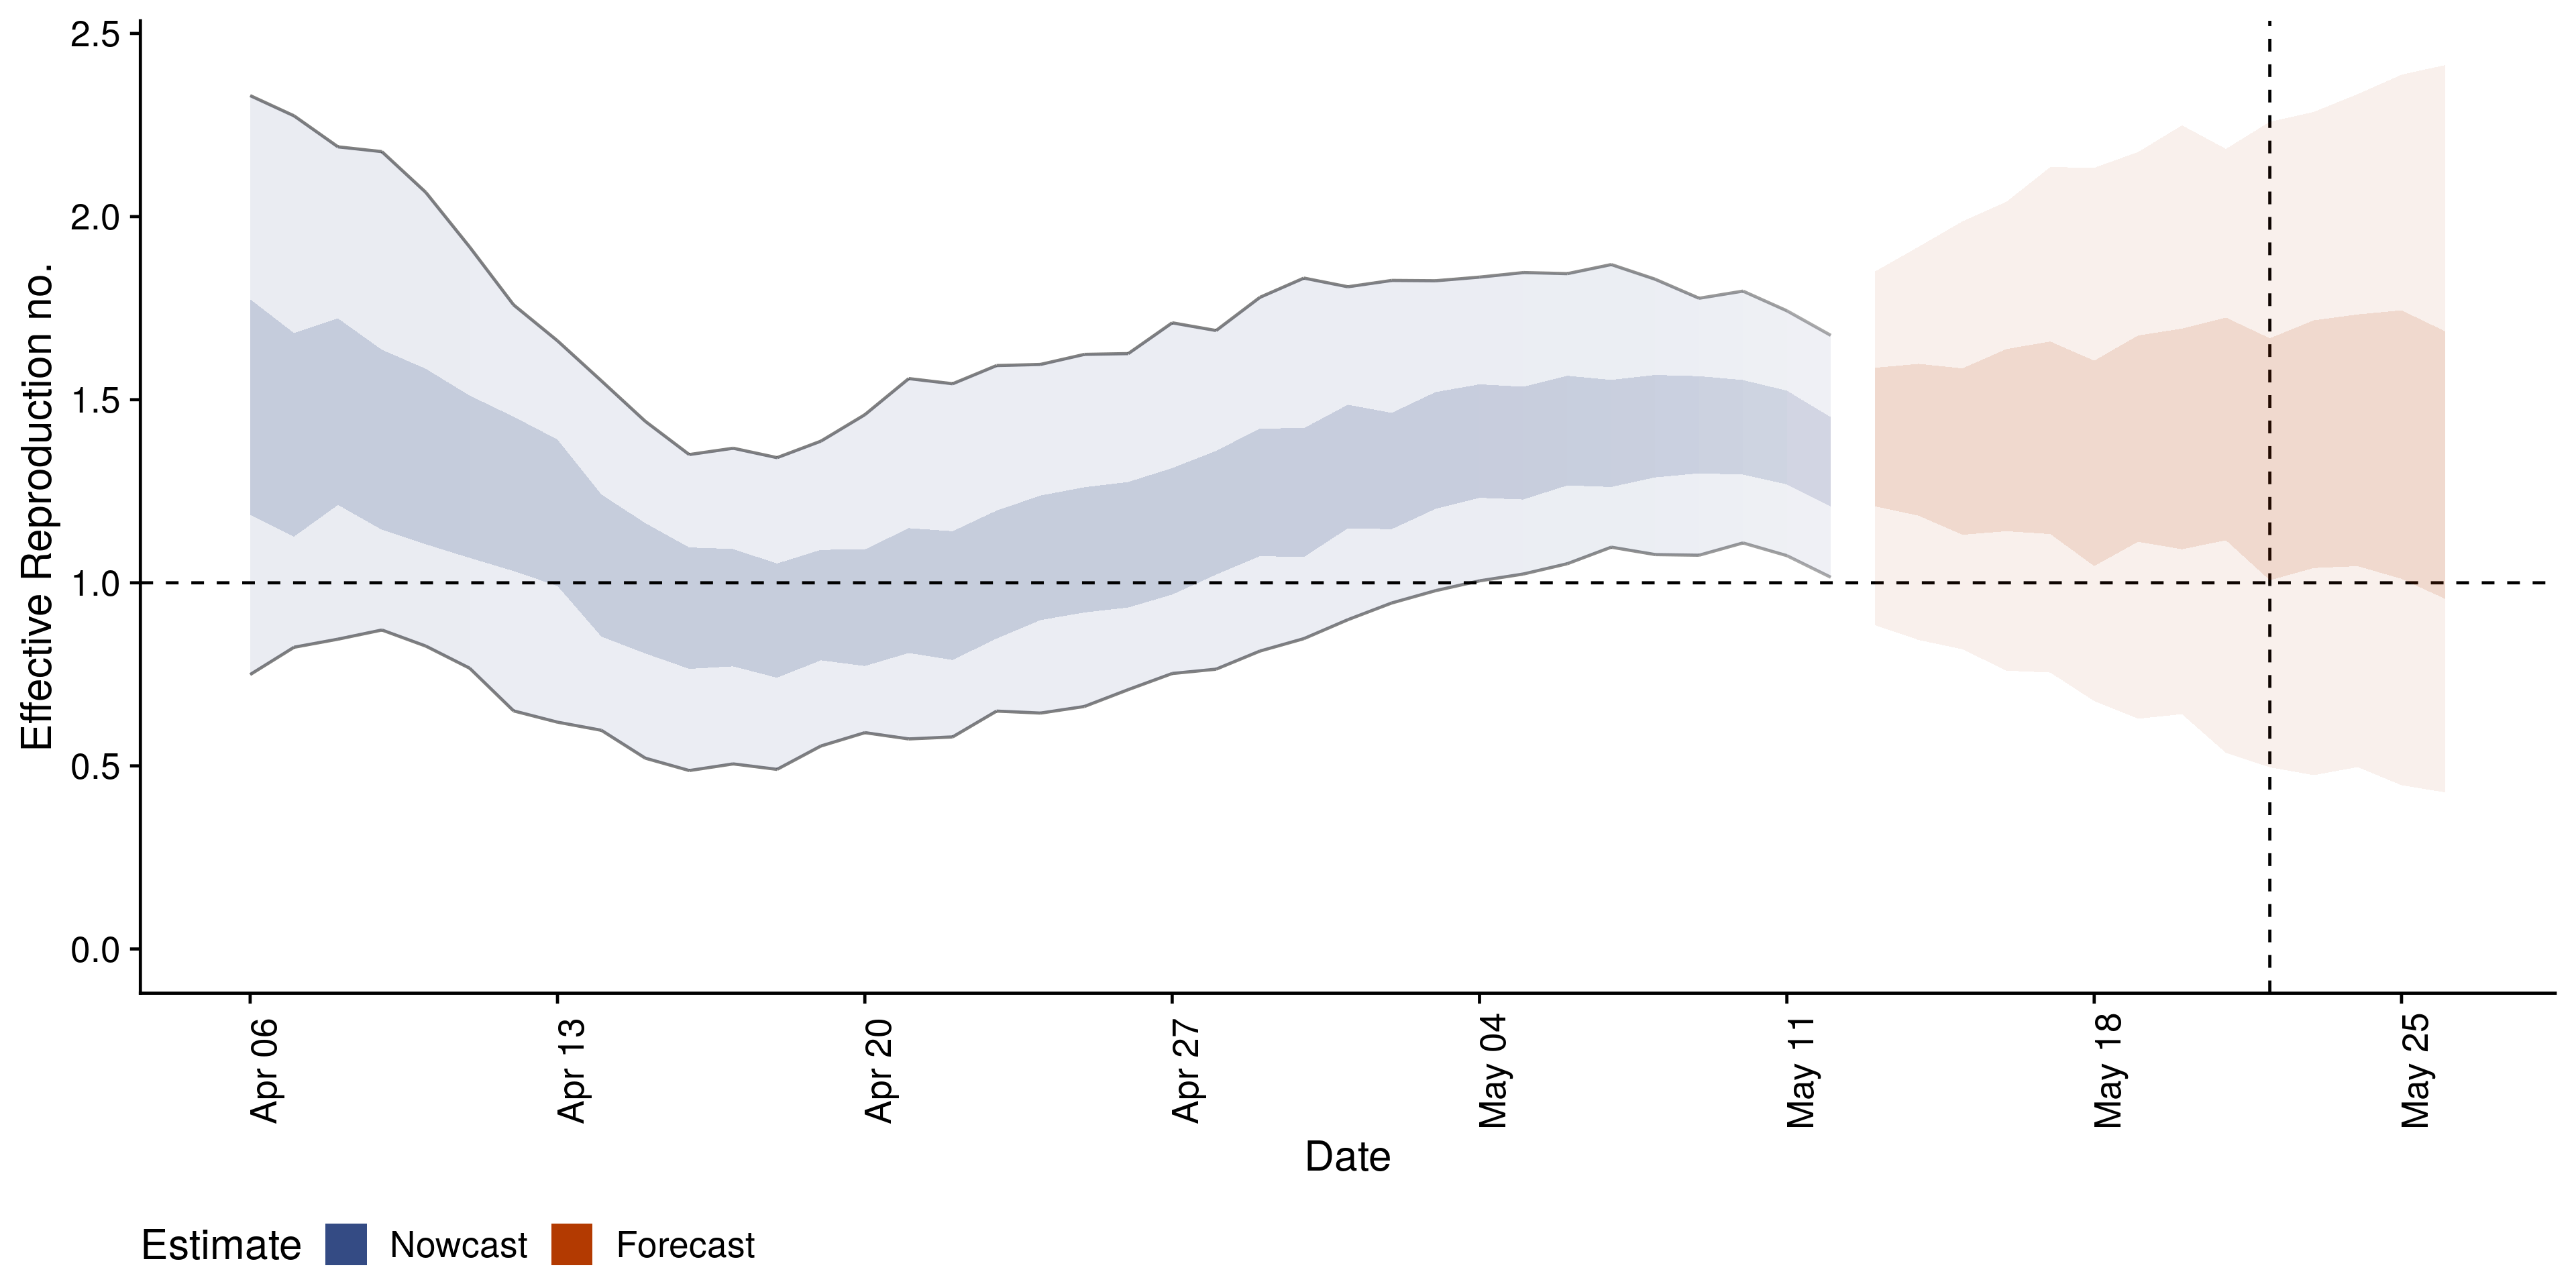 Effective Reproduction no.
2.5
2.0
1.5
1.0
0.5
0.0
Apr 06
Apr 13
Apr 20
Apr 27
May 04
May 11
May 18
May 25
Date
Estimate Nowcast Forecast